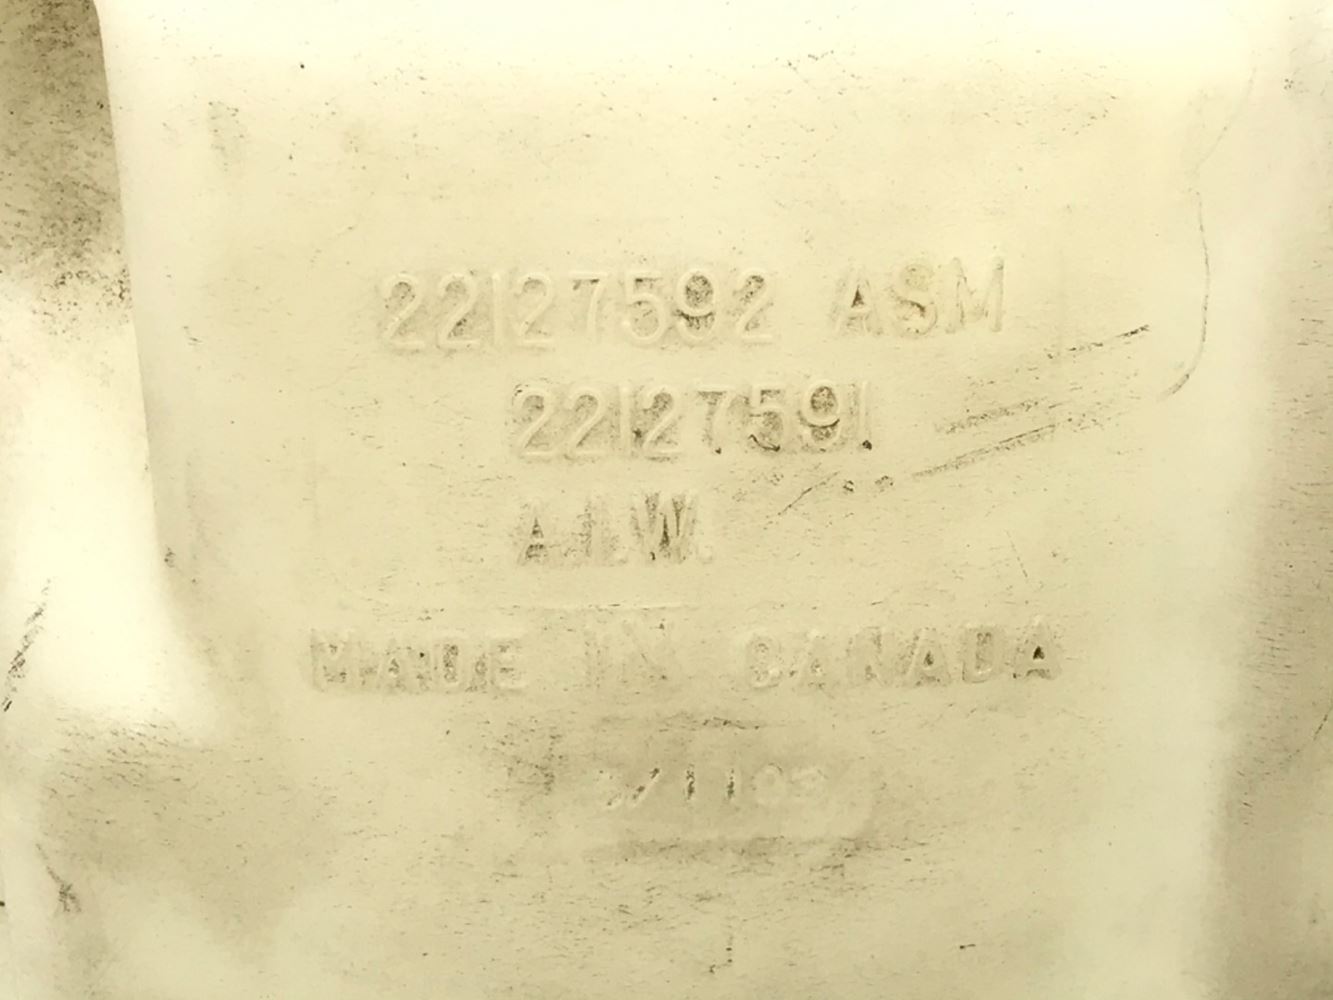 22127592 ASM
22127591
A.I.W.
MADE IN CANADA